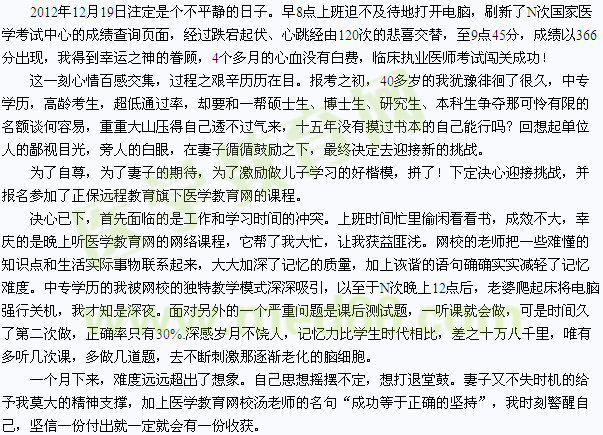 2012年12月19日注定是个不平静的日子。早8点上班迫不及待地打开电脑，刷新了N次国家医
学考试中心的成绩查询页面，经过跌宕起伏、心跳经由120次的悲喜交替，至9点45分，成绩以366
分出现，我得到幸运之神的眷顾，4个多月的心血没有白费，临床执业医师考试闯关成功！
这一刻心情百感交集，过程之艰辛历历在目。报考之初，40多岁的我犹豫徘徊了很久，中专
学历，高龄考生，超低通过率，却要和一帮硕士生、博士生、研究生、本科生争夺那可怜有限的
名额谈何容易，重重大山压得自己透不过气来，十五年没有摸过书本的自己能行吗？回想起单位
人的鄙视目光，旁人的白眼，在妻子循循鼓励之下，最终决定去迎接新的挑战。
为了自尊，为了妻子的期待，为了激励做儿子学习的好楷模，拼了！下定决心迎接挑战，并
报名参加了正保远程教育旗下医学教育网的课程。
决心已下，首先面临的是工作和学习时间的冲突。上班时间忙里偷闲看看书，成效不大，幸
庆的是晚上听医学教育网的网络课程，它帮了我大忙，让我获益匪浅。网校的老师把一些难懂的
知识点和生活实际事物联系起来，大大加深了记忆的质量，加上诙谐的语句确确实实减轻了记忆
难度。中专学历的我被网校的独特教学模式深深吸引，以至于N次晚上12点后，老婆爬起床将电脑
强行关机，我才知是深夜。面对另外的一个严重问题是课后测试题，一听课就会做，可是时间久
了第二次做，正确率只有30%.深感岁月不饶人，记忆力比学生时代相比，差之十万八千里，唯有
多听几次课，多做几道题，去不断刺激那逐渐老化的脑细胞。
一个月下来，难度远远超出了想象。自己思想摇摆不定，想打退堂鼓。妻子又不失时机的给
予我莫大的精神支撑，加上医学教育网校汤老师的名句“成功等于正确的坚持”，我时刻警醒自
己，坚信一份付出就一定就会有一份收获。
医学教育网
www.med66.com